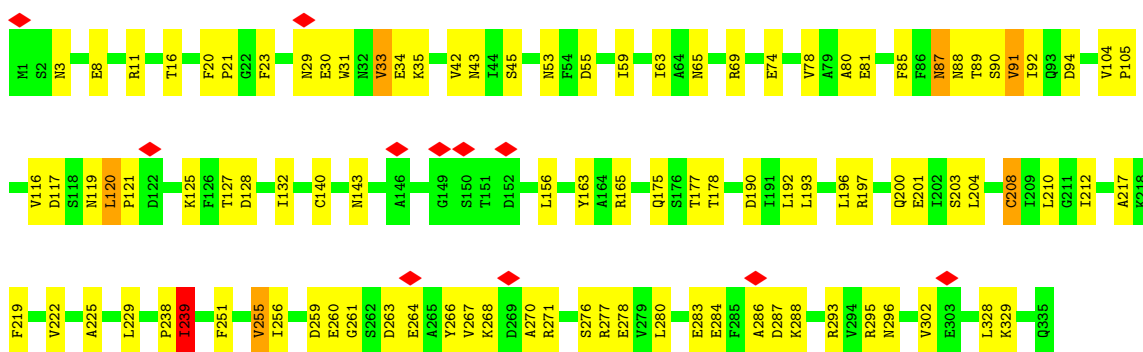 M1 S2 N3 E8 R11 T16 F20 P21 G22 F23 N29 E30 W31 N32 V33 E34 K35 V42 N43 I44 S45 N53 F54 D55 I59 I63 A64 N65 R69 E74 V78 A79 A80 E81 F85 F86 N87 N88 T89 S90 V91 I92 Q93 D94 V104 P105
V116 D117 S118 N119 L120 P121 D122 K125 F126 T127 D128 I132 C140 N143 A146 G149 S150 T151 D152 L156 Y163 A164 R165 Q175 S176 T177 T178 D190 I191 L192 L193 L196 R197 Q200 E201 I202 S203 L204 C208 I209 L210 G211 I212 A217 K218
F219 V222 A225 L229 P238 I239 F251 V255 I256 D259 E260 G261 S262 D263 E264 A265 Y266 V267 K268 D269 A270 R271 S276 R277 E278 V279 L280 E283 E284 F285 A286 D287 K288 R293 V294 R295 N296 V302 E303 L328 K329 Q335